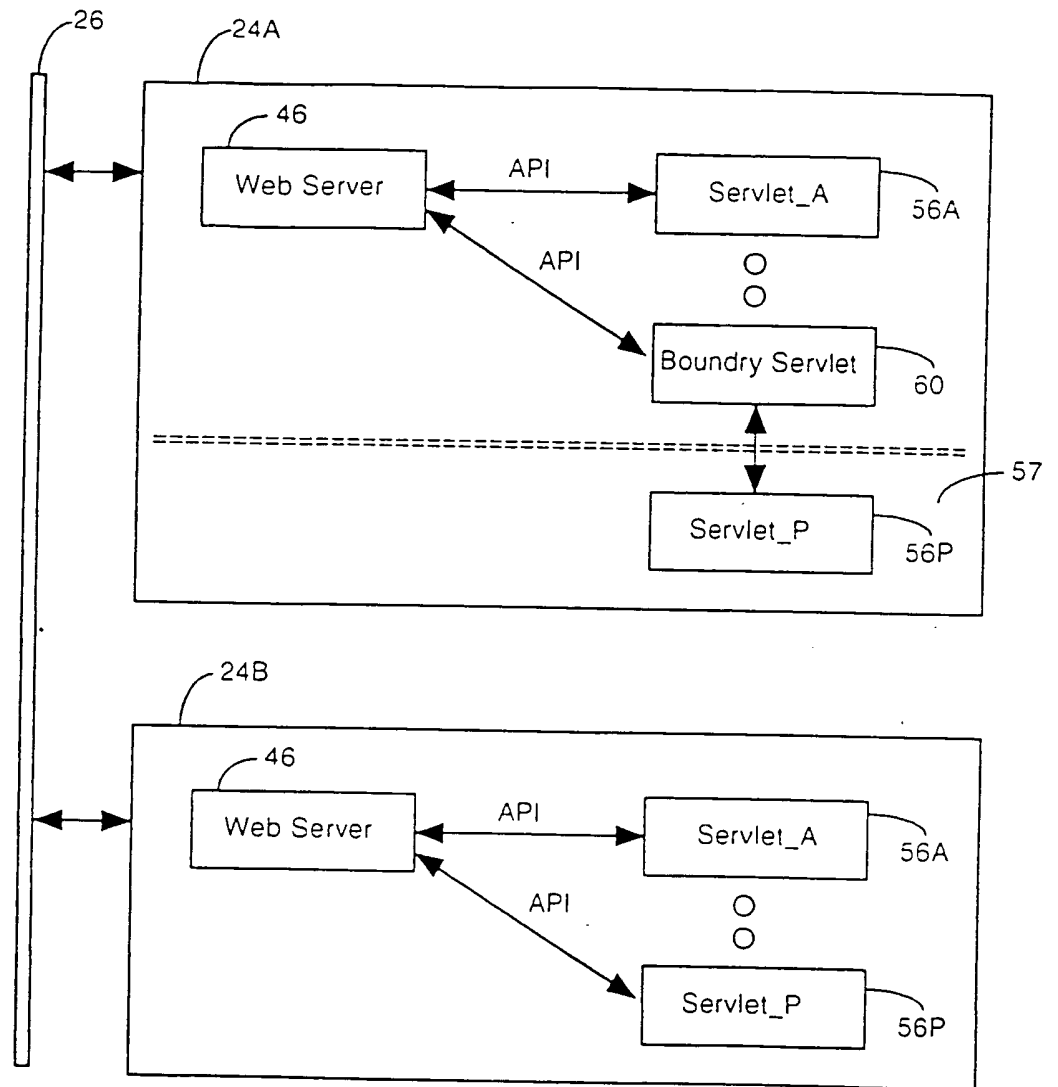 26
24A
46
Web Server
API
Servlet_A
56A
API
Boundry Servlet
60
57
Servlet_P
56P
24B
46
Web Server
API
Servlet_A
56A
API
Servlet_P
56P